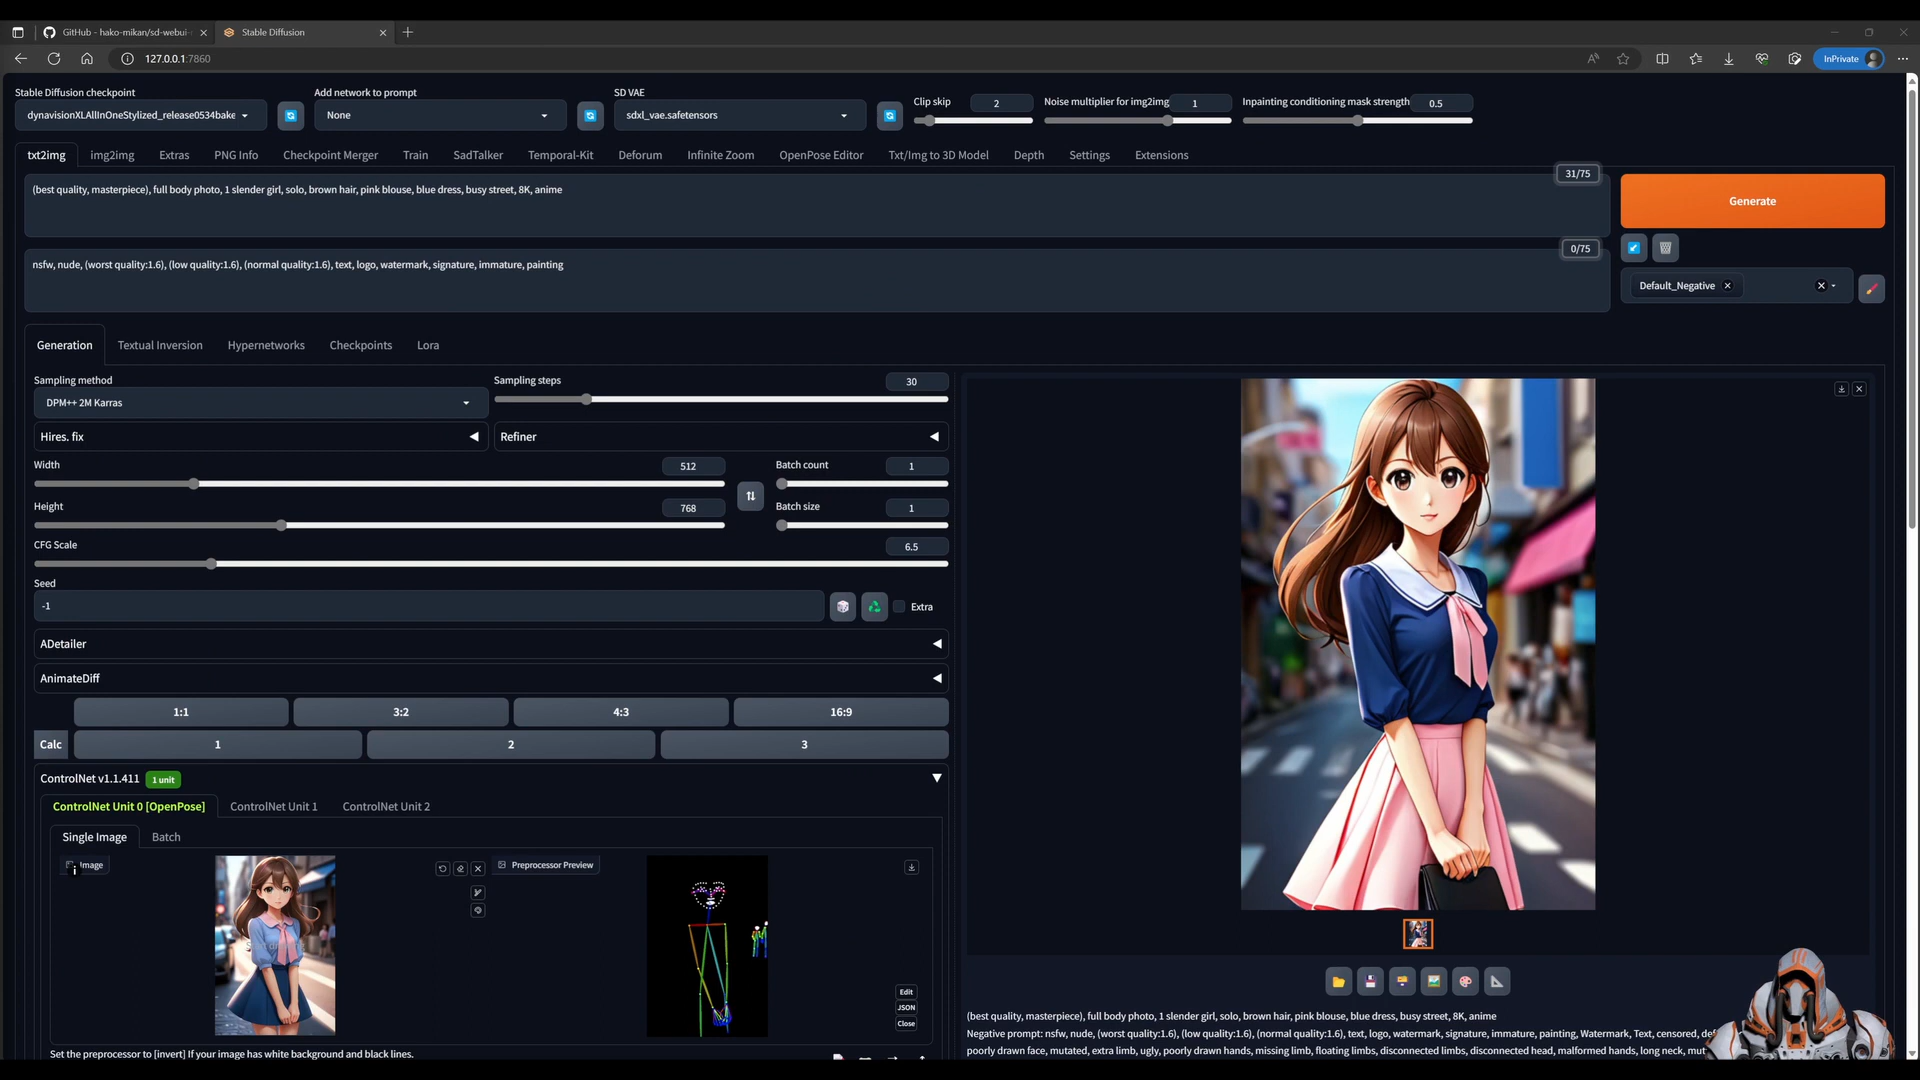 GitHub - hako-mikan/sd-webui-
Stable Diffusion
127.0.0.1:7860
InPrivate
Stable Diffusion checkpoint
Add network to prompt
SD VAE
Clip skip
2
Noise multiplier for img2img
1
Inpainting conditioning mask strength
0.5
dynavisionXLAllInOneStylized_release0534bake
None
sdxl_vae.safetensors
txt2img
img2img
Extras
PNG Info
Checkpoint Merger
Train
SadTalker
Temporal-Kit
Deforum
Infinite Zoom
OpenPose Editor
Txt/Img to 3D Model
Depth
Settings
Extensions
31/75
(best quality, masterpiece), full body photo, 1 slender girl, solo, brown hair, pink blouse, blue dress, busy street, 8K, anime
Generate
0/75
nsfw, nude, (worst quality:1.6), (low quality:1.6), (normal quality:1.6), text, logo, watermark, signature, immature, painting
Default_Negative
Generation
Textual Inversion
Hypernetworks
Checkpoints
Lora
Sampling method
DPM++ 2M Karras
Sampling steps
30
Hires. fix
Refiner
Width
512
Batch count
1
Height
768
Batch size
1
CFG Scale
6.5
Seed
-1
Extra
ADetailer
AnimateDiff
1:1
3:2
4:3
16:9
Calc
1
2
3
ControlNet v1.1.411
1 unit
ControlNet Unit 0 [OpenPose]
ControlNet Unit 1
ControlNet Unit 2
Single Image
Batch
Image
Preprocessor Preview
Edit
JSON
Close
Set the preprocessor to [invert] If your image has white background and black lines.
(best quality, masterpiece), full body photo, 1 slender girl, solo, brown hair, pink blouse, blue dress, busy street, 8K, anime
Negative prompt: nsfw, nude, (worst quality:1.6), (low quality:1.6), (normal quality:1.6), text, logo, watermark, signature, immature, painting, Watermark, Text, censored,
poorly drawn face, mutated, extra limb, ugly, poorly drawn hands, missing limb, floating limbs, disconnected limbs, disconnected head, malformed hands, long neck,